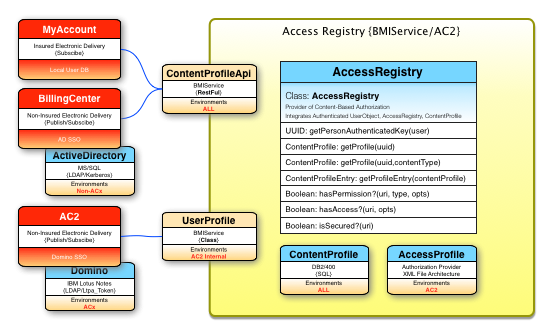 MyAccount
Insured Electronic Delivery
(Subscibe)
Local User DB
BillingCenter
Non-Insured Electronic Delivery
(Publish/Subscibe)
AD SSO
ActiveDirectory
MS/SQL
(LDAP/Kerberos)
Environments
Non-ACx
AC2
Non-Insured Electronic Delivery
(Publish/Subscibe)
Domino SSO
Domino
IBM Lotus Notes
(LDAP/Ltpa_Token)
Environments
ACx
ContentProfileApi
BMIService
(RestFul)
Environments
ALL
UserProfile
BMIService
(Class)
Environments
AC2 Internal
Access Registry {BMIService/AC2}
AccessRegistry
Class: AccessRegistry
Provider of Content-Based Authorization
Integrates Authenticated UserObject, AccessRegistry, ContentProfile
UUID: getPersonAuthenticatedKey(user)
ContentProfile: getProfile(uuid)
ContentProfile: getProfile(uuid,contentType)
ContentProfileEntry: getProfileEntry(contentProfile)
Boolean: hasPermission?(uri, type, opts)
Boolean: hasAccess?(uri, opts)
Boolean: isSecured?(uri)
ContentProfile
DB2/400
(SQL)
Environments
ALL
AccessProfile
Authorization Provider
XML File Architecture
Environments
AC2